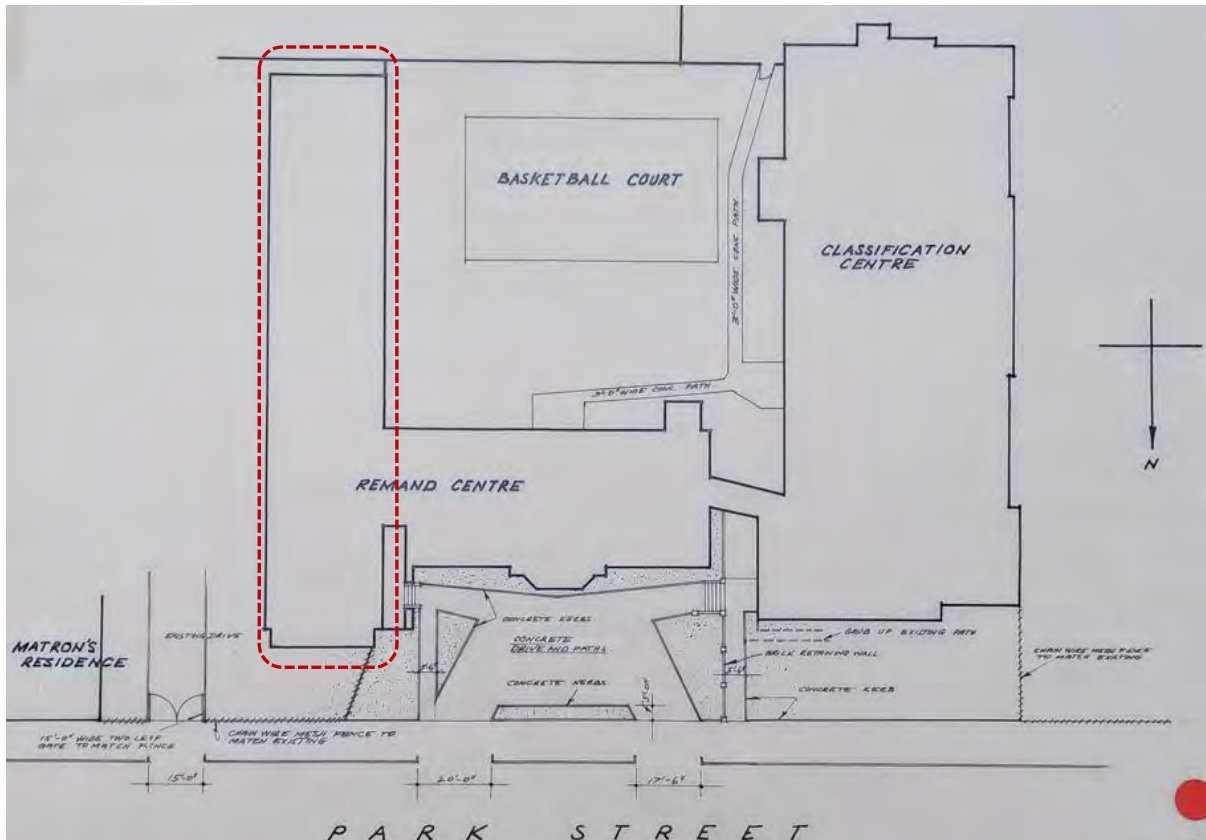 BASKETBALL COURT
3'-0" WIDE CONC PATH
CLASSIFICATION
CENTRE
3'-0" WIDE CONC PATH
N
REMAND CENTRE
MATRON'S
RESIDENCE
EXISTING DRIVE
CONCRETE KERBS
CONCRETE
DRIVE AND PATHS
CONCRETE KERBS
GRUB UP EXISTING PATH
BRICK RETAINING WALL
CONCRETE KERB
CHAIN WIRE MESH FENCE
TO MATCH EXISTING
5'-6"
15'-0" WIDE TWO LEAF
GATE TO MATCH FENCE
CHAIN WIRE MESH FENCE TO
MATCH EXISTING
15'-0"
20'-0"
17'-6"
PARK STREET